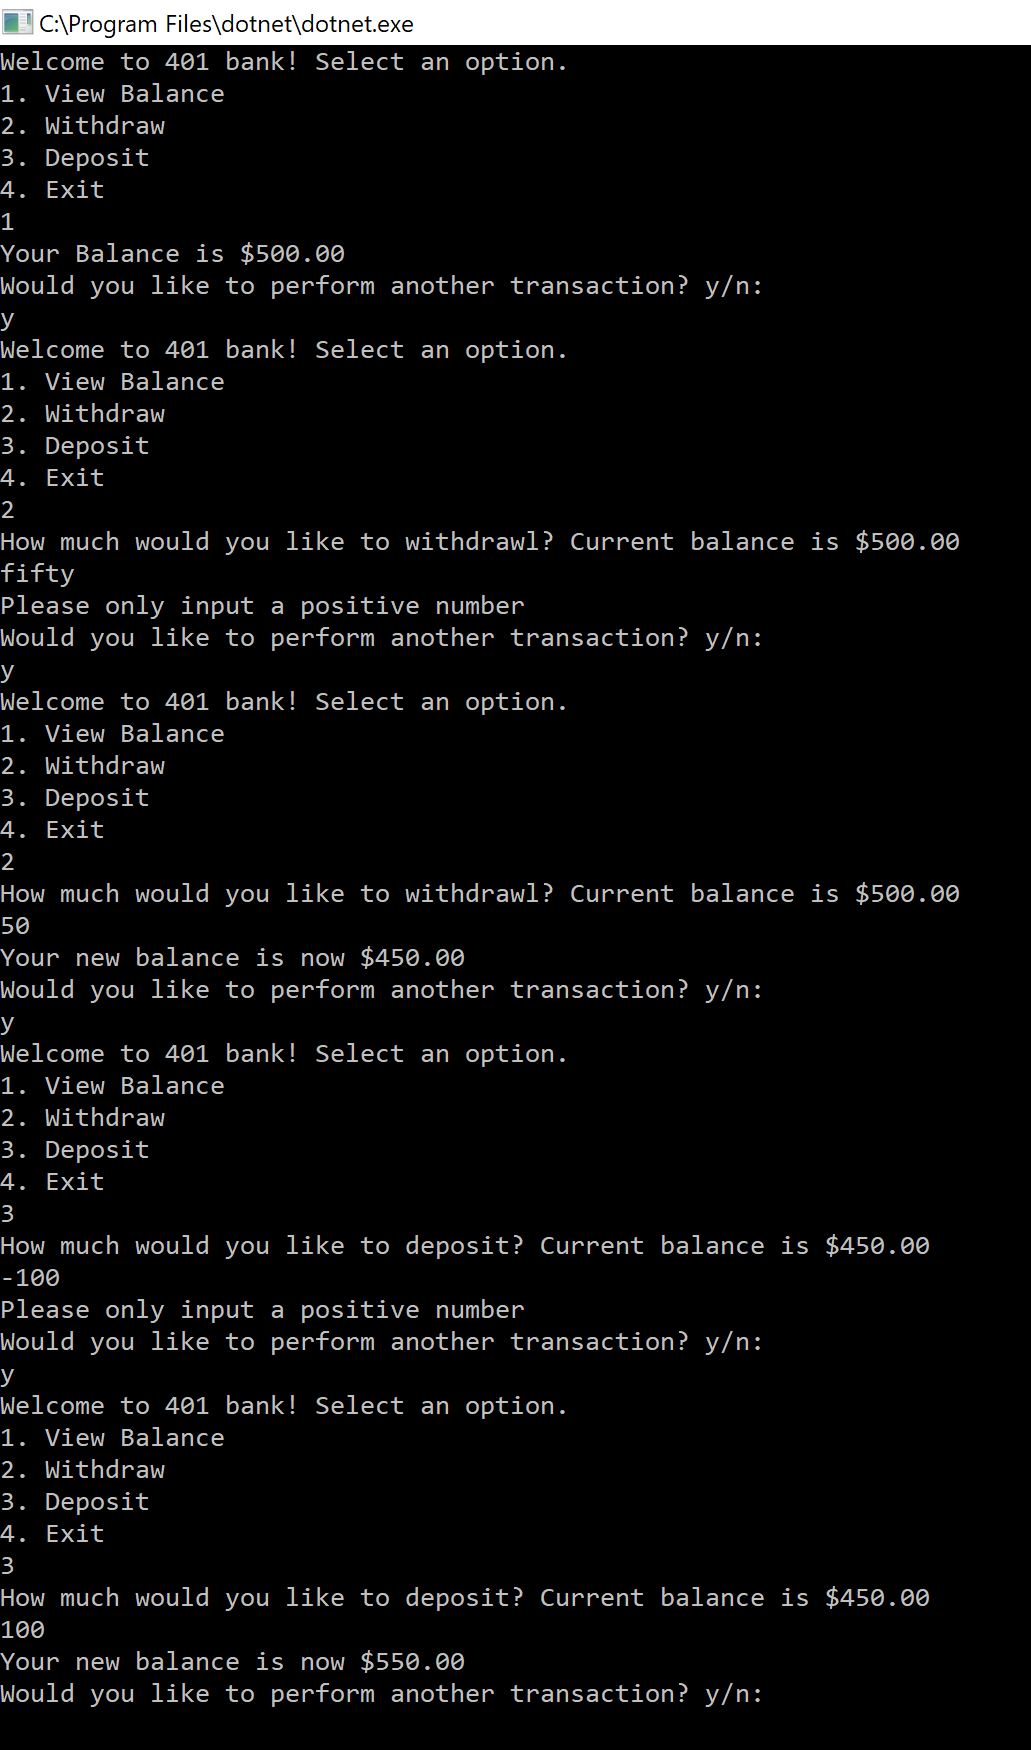 C:\Program Files\dotnet\dotnet.exe
Welcome to 401 bank! Select an option.
1. View Balance
2. Withdraw
3. Deposit
4. Exit
1
Your Balance is $500.00
Would you like to perform another transaction? y/n:
y
Welcome to 401 bank! Select an option.
1. View Balance
2. Withdraw
3. Deposit
4. Exit
2
How much would you like to withdrawl? Current balance is $500.00
fifty
Please only input a positive number
Would you like to perform another transaction? y/n:
y
Welcome to 401 bank! Select an option.
1. View Balance
2. Withdraw
3. Deposit
4. Exit
2
How much would you like to withdrawl? Current balance is $500.00
50
Your new balance is now $450.00
Would you like to perform another transaction? y/n:
y
Welcome to 401 bank! Select an option.
1. View Balance
2. Withdraw
3. Deposit
4. Exit
3
How much would you like to deposit? Current balance is $450.00
-100
Please only input a positive number
Would you like to perform another transaction? y/n:
y
Welcome to 401 bank! Select an option.
1. View Balance
2. Withdraw
3. Deposit
4. Exit
3
How much would you like to deposit? Current balance is $450.00
100
Your new balance is now $550.00
Would you like to perform another transaction? y/n: